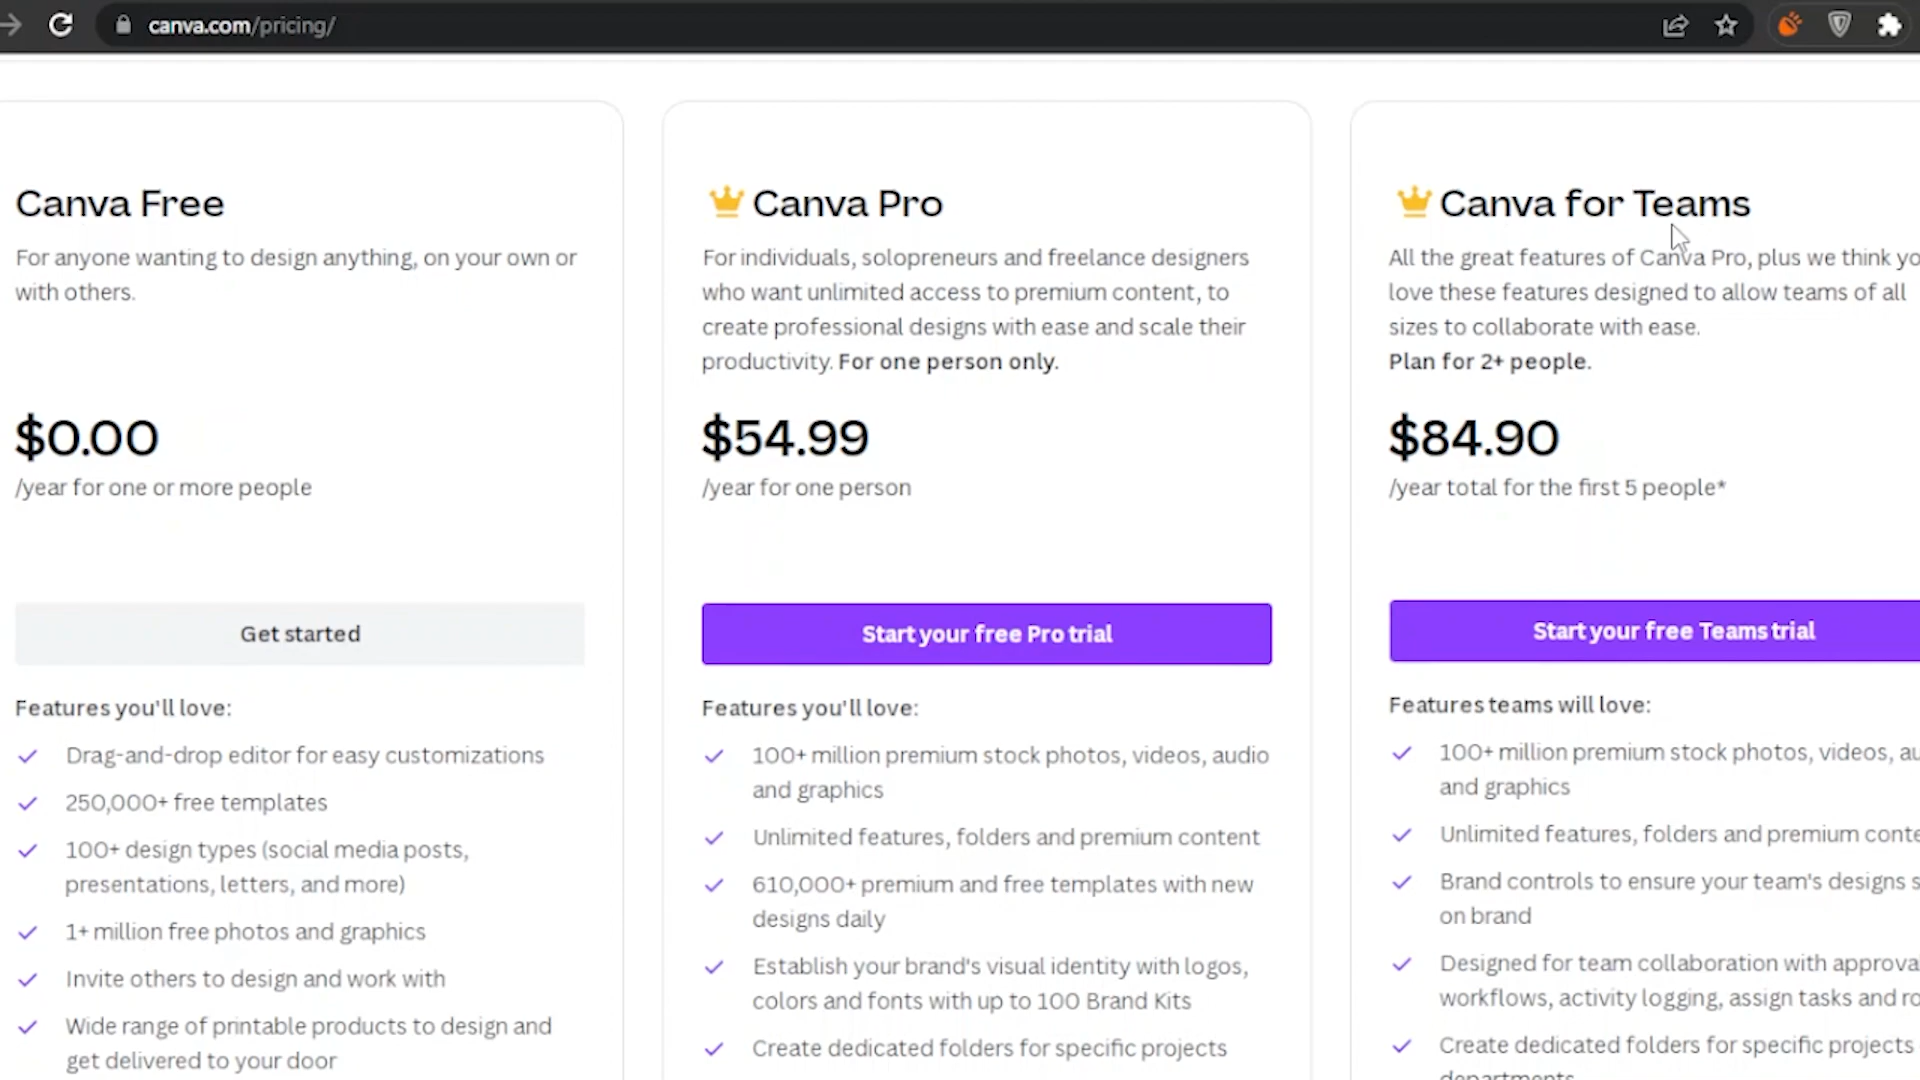 canva.com/pricing/
Canva Free
For anyone wanting to design anything, on your own or
with others.
$0.00
/year for one or more people
Get started
Features you'll love:
Drag-and-drop editor for easy customizations
250,000+ free templates
100+ design types (social media posts,
presentations, letters, and more)
1+ million free photos and graphics
Invite others to design and work with
Wide range of printable products to design and
get delivered to your door
Canva Pro
For individuals, solopreneurs and freelance designers
who want unlimited access to premium content, to
create professional designs with ease and scale their
productivity. For one person only.
$54.99
/year for one person
Start your free Pro trial
Features you'll love:
100+ million premium stock photos, videos, audio
and graphics
Unlimited features, folders and premium content
610,000+ premium and free templates with new
designs daily
Establish your brand's visual identity with logos,
colors and fonts with up to 100 Brand Kits
Create dedicated folders for specific projects
Canva for Teams
All the great features of Canva Pro, plus we think
love these features designed to allow teams of all
sizes to collaborate with ease.
Plan for 2+ people.
$84.90
/year total for the first 5 people*
Start your free Teams trial
Features teams will love:
100+ million premium stock photos, videos,
and graphics
Unlimited features, folders and premium
Brand controls to ensure your team's designs
on brand
Designed for team collaboration with
workflows, activity logging, assign tasks and
Create dedicated folders for specific projects